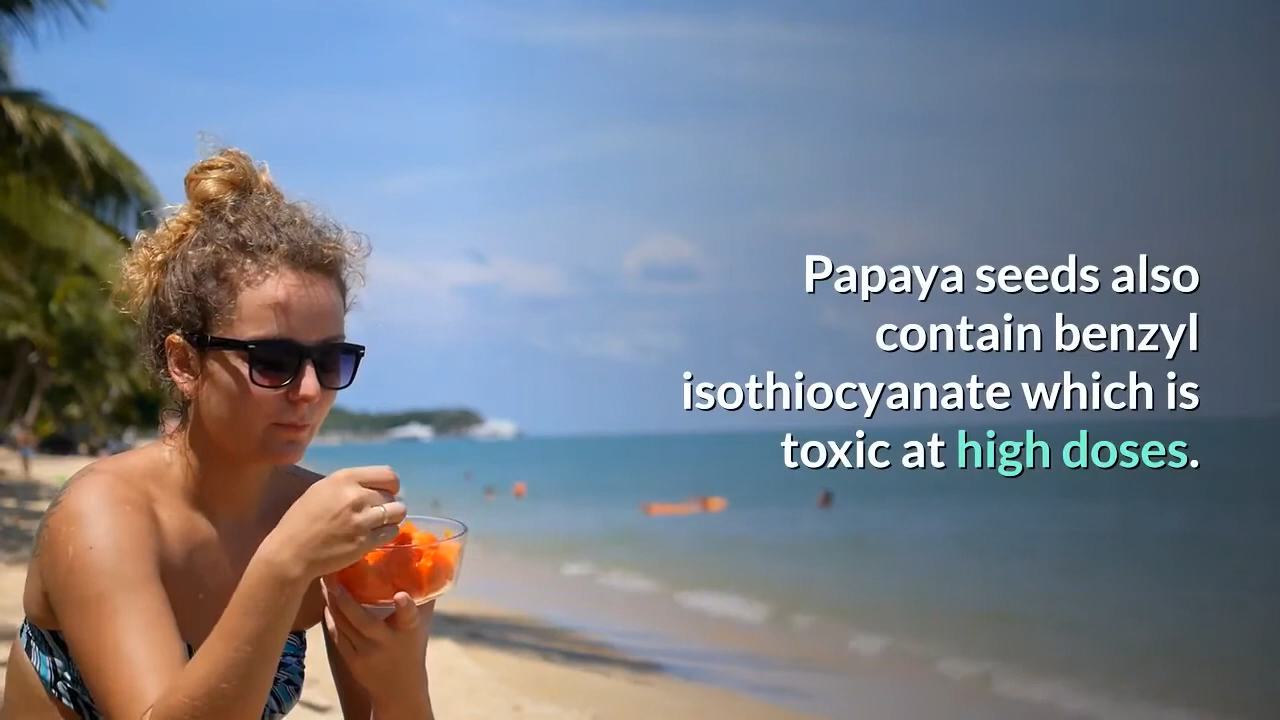 Papaya seeds also
contain benzyl
isothiocyanate which is
toxic at high doses.